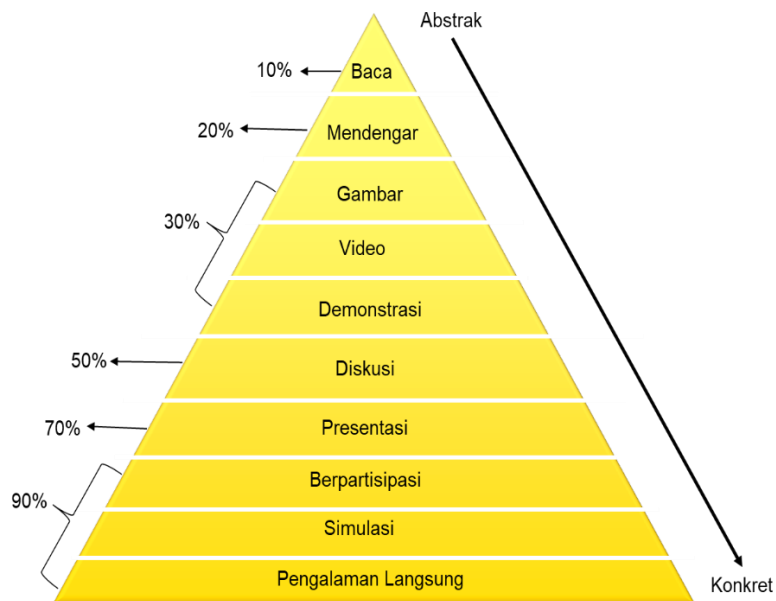 Abstrak
10%
Baca
20%
Mendengar
Gambar
30%
Video
Demonstrasi
50%
Diskusi
70%
Presentasi
Berpartisipasi
90%
Simulasi
Pengalaman Langsung
Konkret